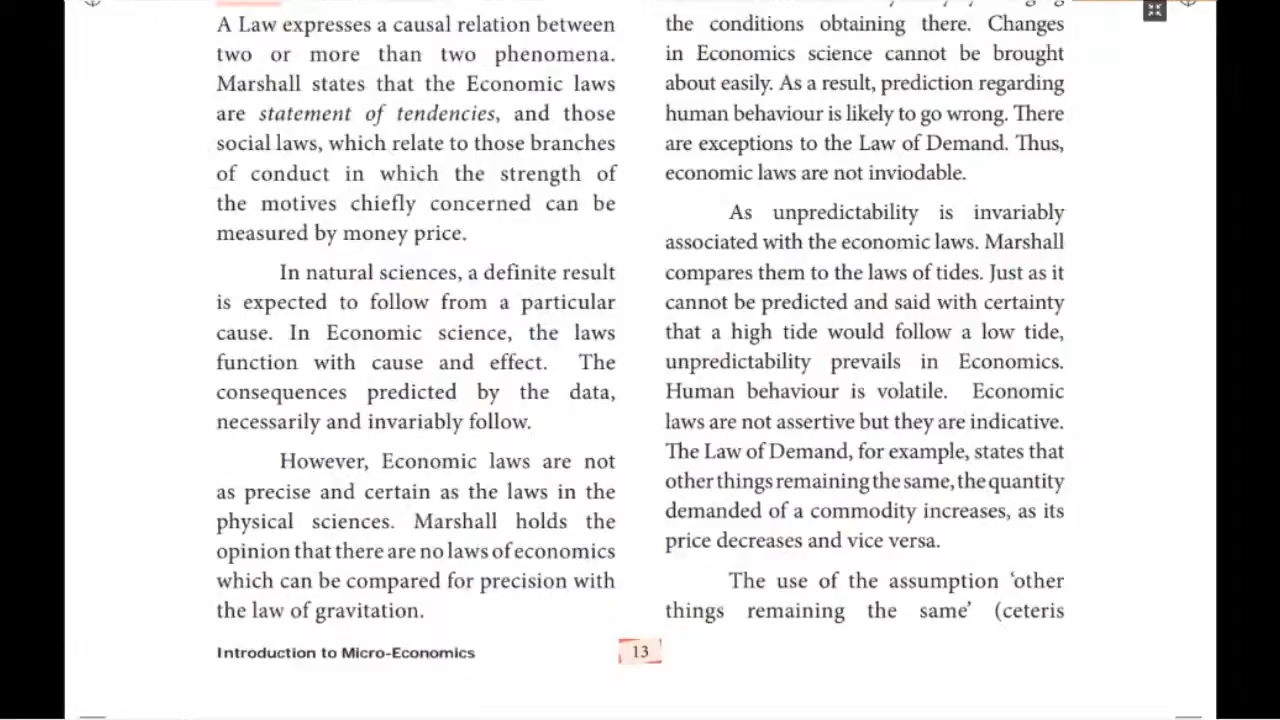 A Law expresses a causal relation between
two or more than two phenomena.
Marshall states that the Economic laws
are statement of tendencies, and those
social laws, which relate to those branches
of conduct in which the strength of
the motives chiefly concerned can be
measured by money price.
In natural sciences, a definite result
is expected to follow from a particular
cause. In Economic science, the laws
function with cause and effect. The
consequences predicted by the data,
necessarily and invariably follow.
However, Economic laws are not
as precise and certain as the laws in the
physical sciences. Marshall holds the
opinion that there are no laws of economics
which can be compared for precision with
the law of gravitation.
the conditions obtaining there. Changes
in Economics science cannot be brought
about easily. As a result, prediction regarding
human behaviour is likely to go wrong. There
are exceptions to the Law of Demand. Thus,
economic laws are not inviodable.
As unpredictability is invariably
associated with the economic laws. Marshall
compares them to the laws of tides. Just as it
cannot be predicted and said with certainty
that a high tide would follow a low tide,
unpredictability prevails in Economics.
Human behaviour is volatile. Economic
laws are not assertive but they are indicative.
The Law of Demand, for example, states that
other things remaining the same, the quantity
demanded of a commodity increases, as its
price decreases and vice versa.
The use of the assumption ‘other
things remaining the same’ (ceteris
Introduction to Micro-Economics
13